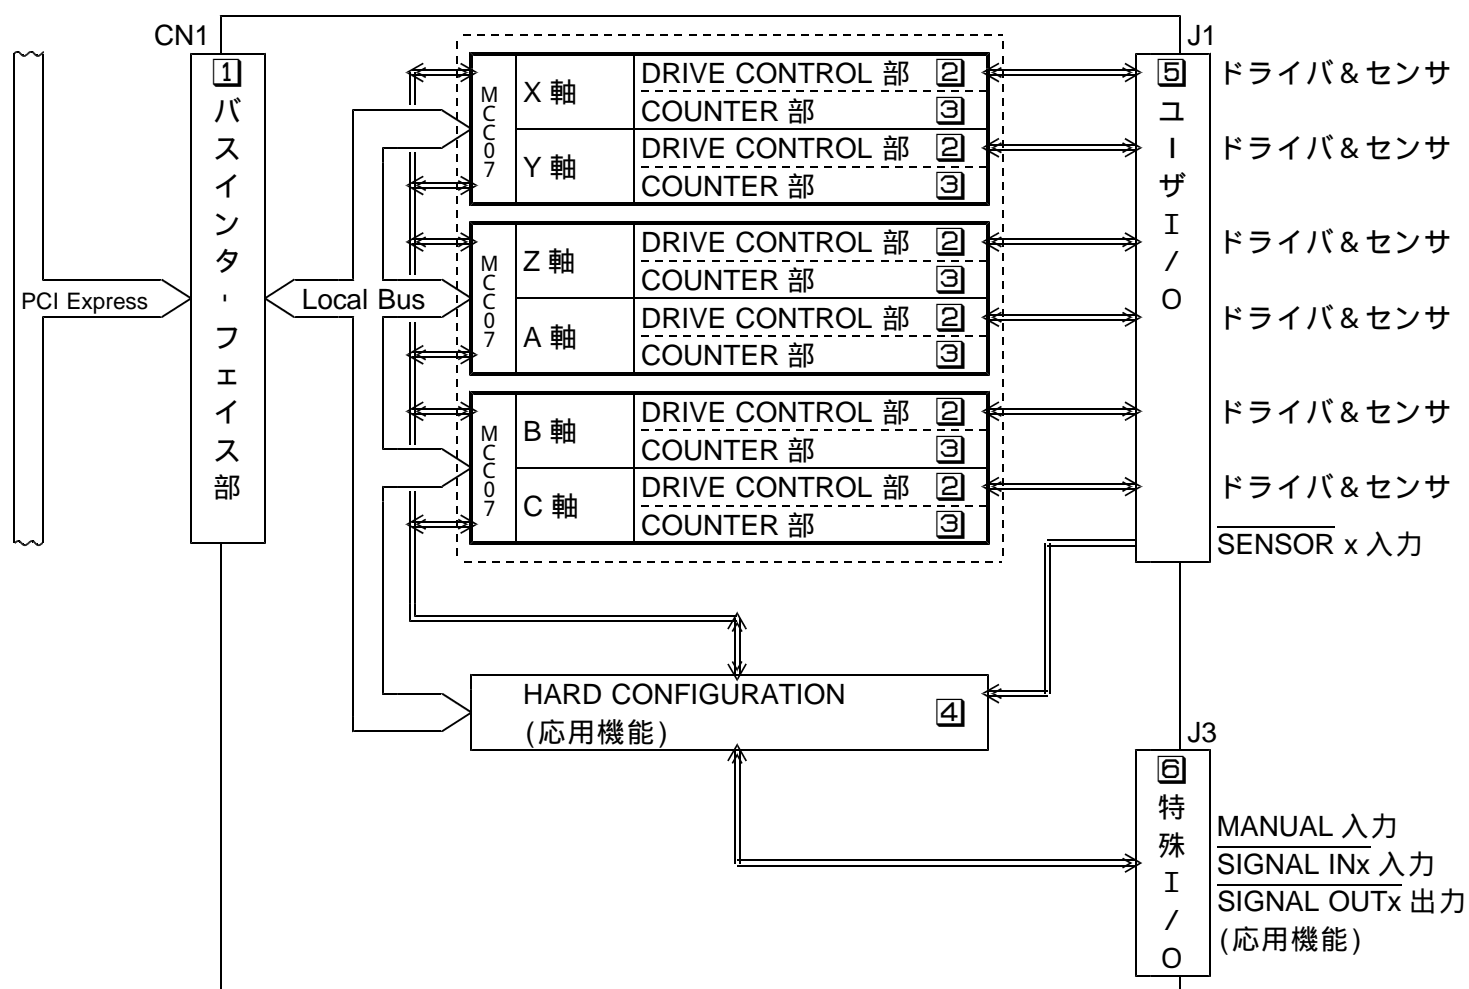 CN1
J1
PCI Express
1
バスインタ-フェイス部
Local Bus
MCC07
X 軸
DRIVE CONTROL 部 2
COUNTER 部 3
Y 軸
DRIVE CONTROL 部 2
COUNTER 部 3
MCC07
Z 軸
DRIVE CONTROL 部 2
COUNTER 部 3
A 軸
DRIVE CONTROL 部 2
COUNTER 部 3
MCC07
B 軸
DRIVE CONTROL 部 2
COUNTER 部 3
C 軸
DRIVE CONTROL 部 2
COUNTER 部 3
HARD CONFIGURATION
(応用機能)
4
5
ユーザI/O
ドライバ&センサ
ドライバ&センサ
ドライバ&センサ
ドライバ&センサ
ドライバ&センサ
ドライバ&センサ
SENSOR x 入力
J3
6
特殊I/O
MANUAL 入力
SIGNAL INx 入力
SIGNAL OUTx 出力
(応用機能)